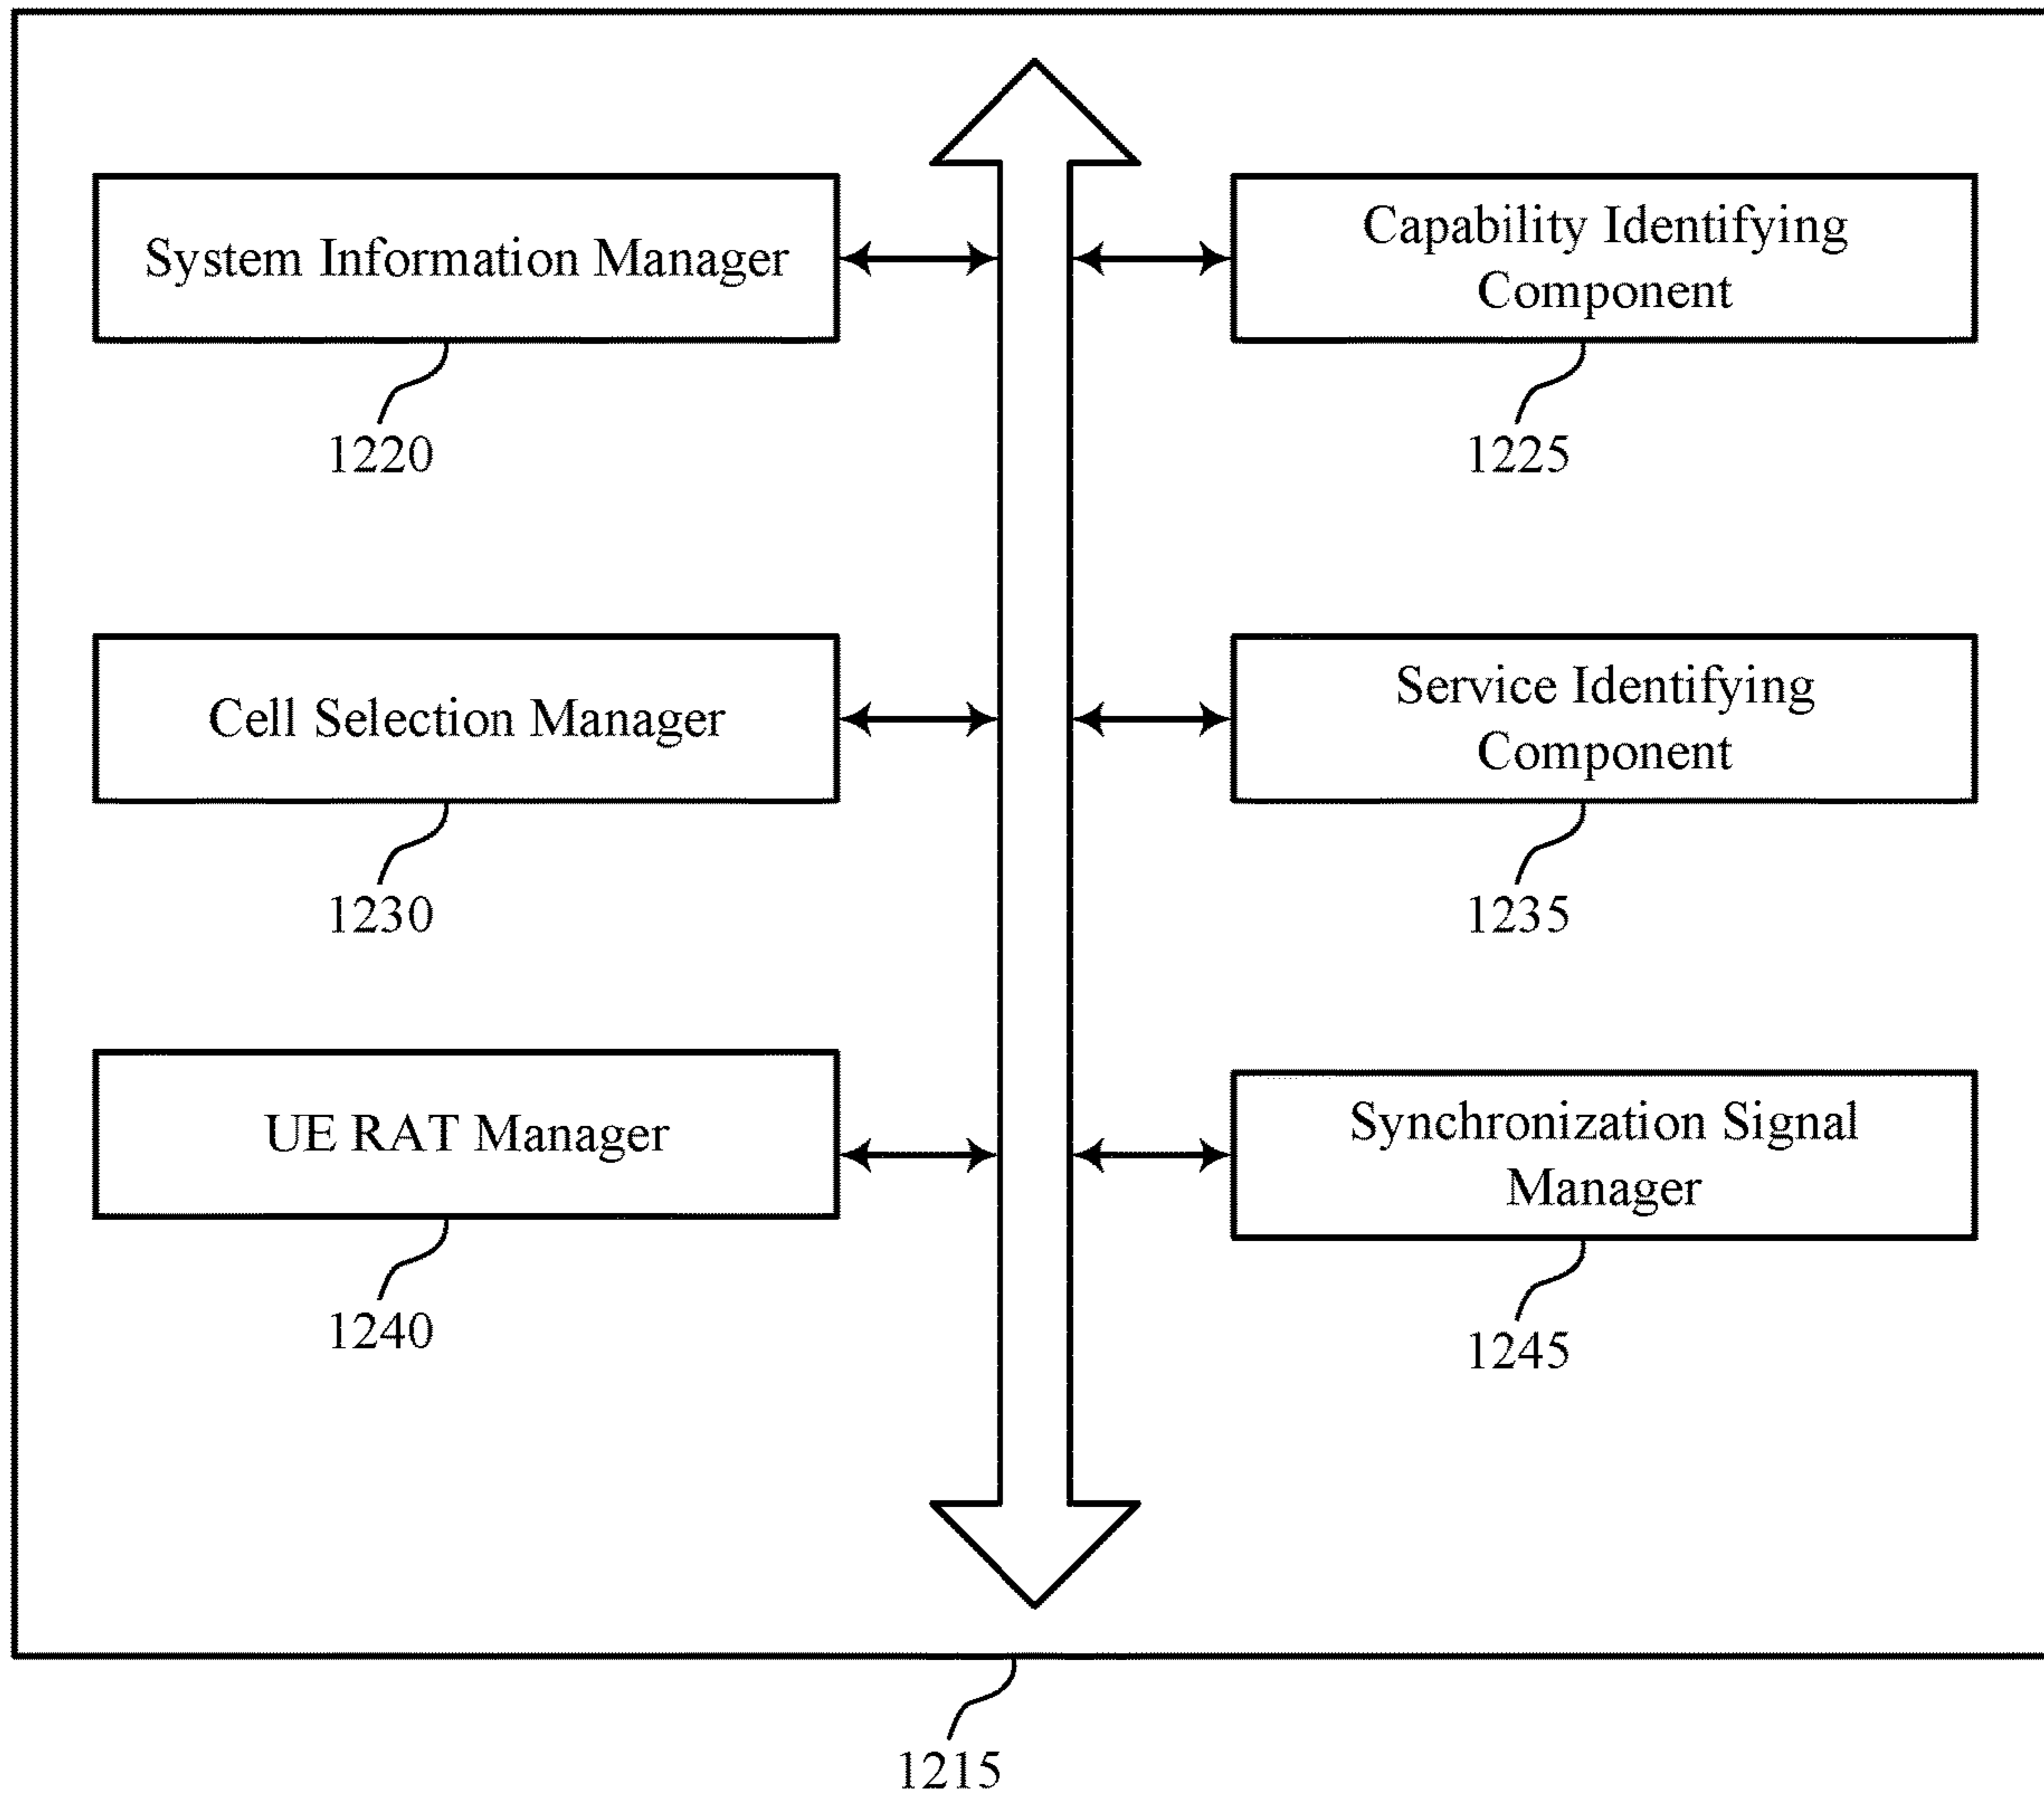 System Information Manager
1220
Capability Identifying
Component
1225
Cell Selection Manager
1230
Service Identifying
Component
1235
UE RAT Manager
1240
Synchronization Signal
Manager
1245
1215